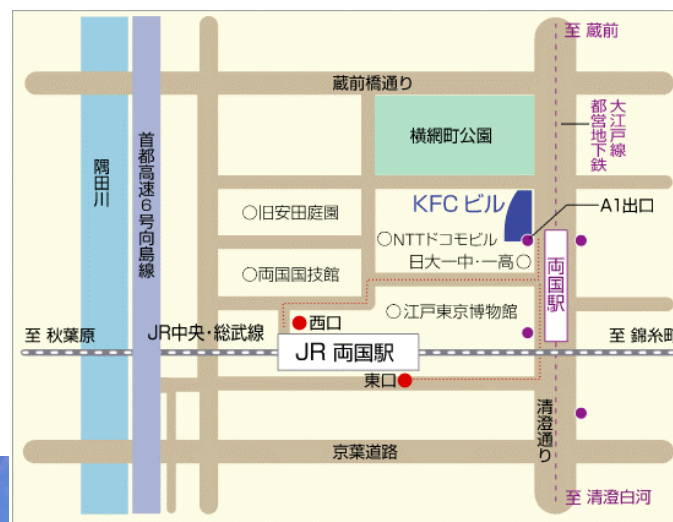 至 蔵前
蔵前橋通り
大江戸線
都営地下鉄
横網町公園
首都高速6号向島線
隅田川
KFC ビル
A1出口
○旧安田庭園
○NTTドコモビル
日大一中・一高○
○両国国技館
両国駅
○江戸東京博物館
西口
至 秋葉原
JR中央・総武線
JR 両国駅
至 錦糸町
東口
清澄通り
京葉道路
至 清澄白河